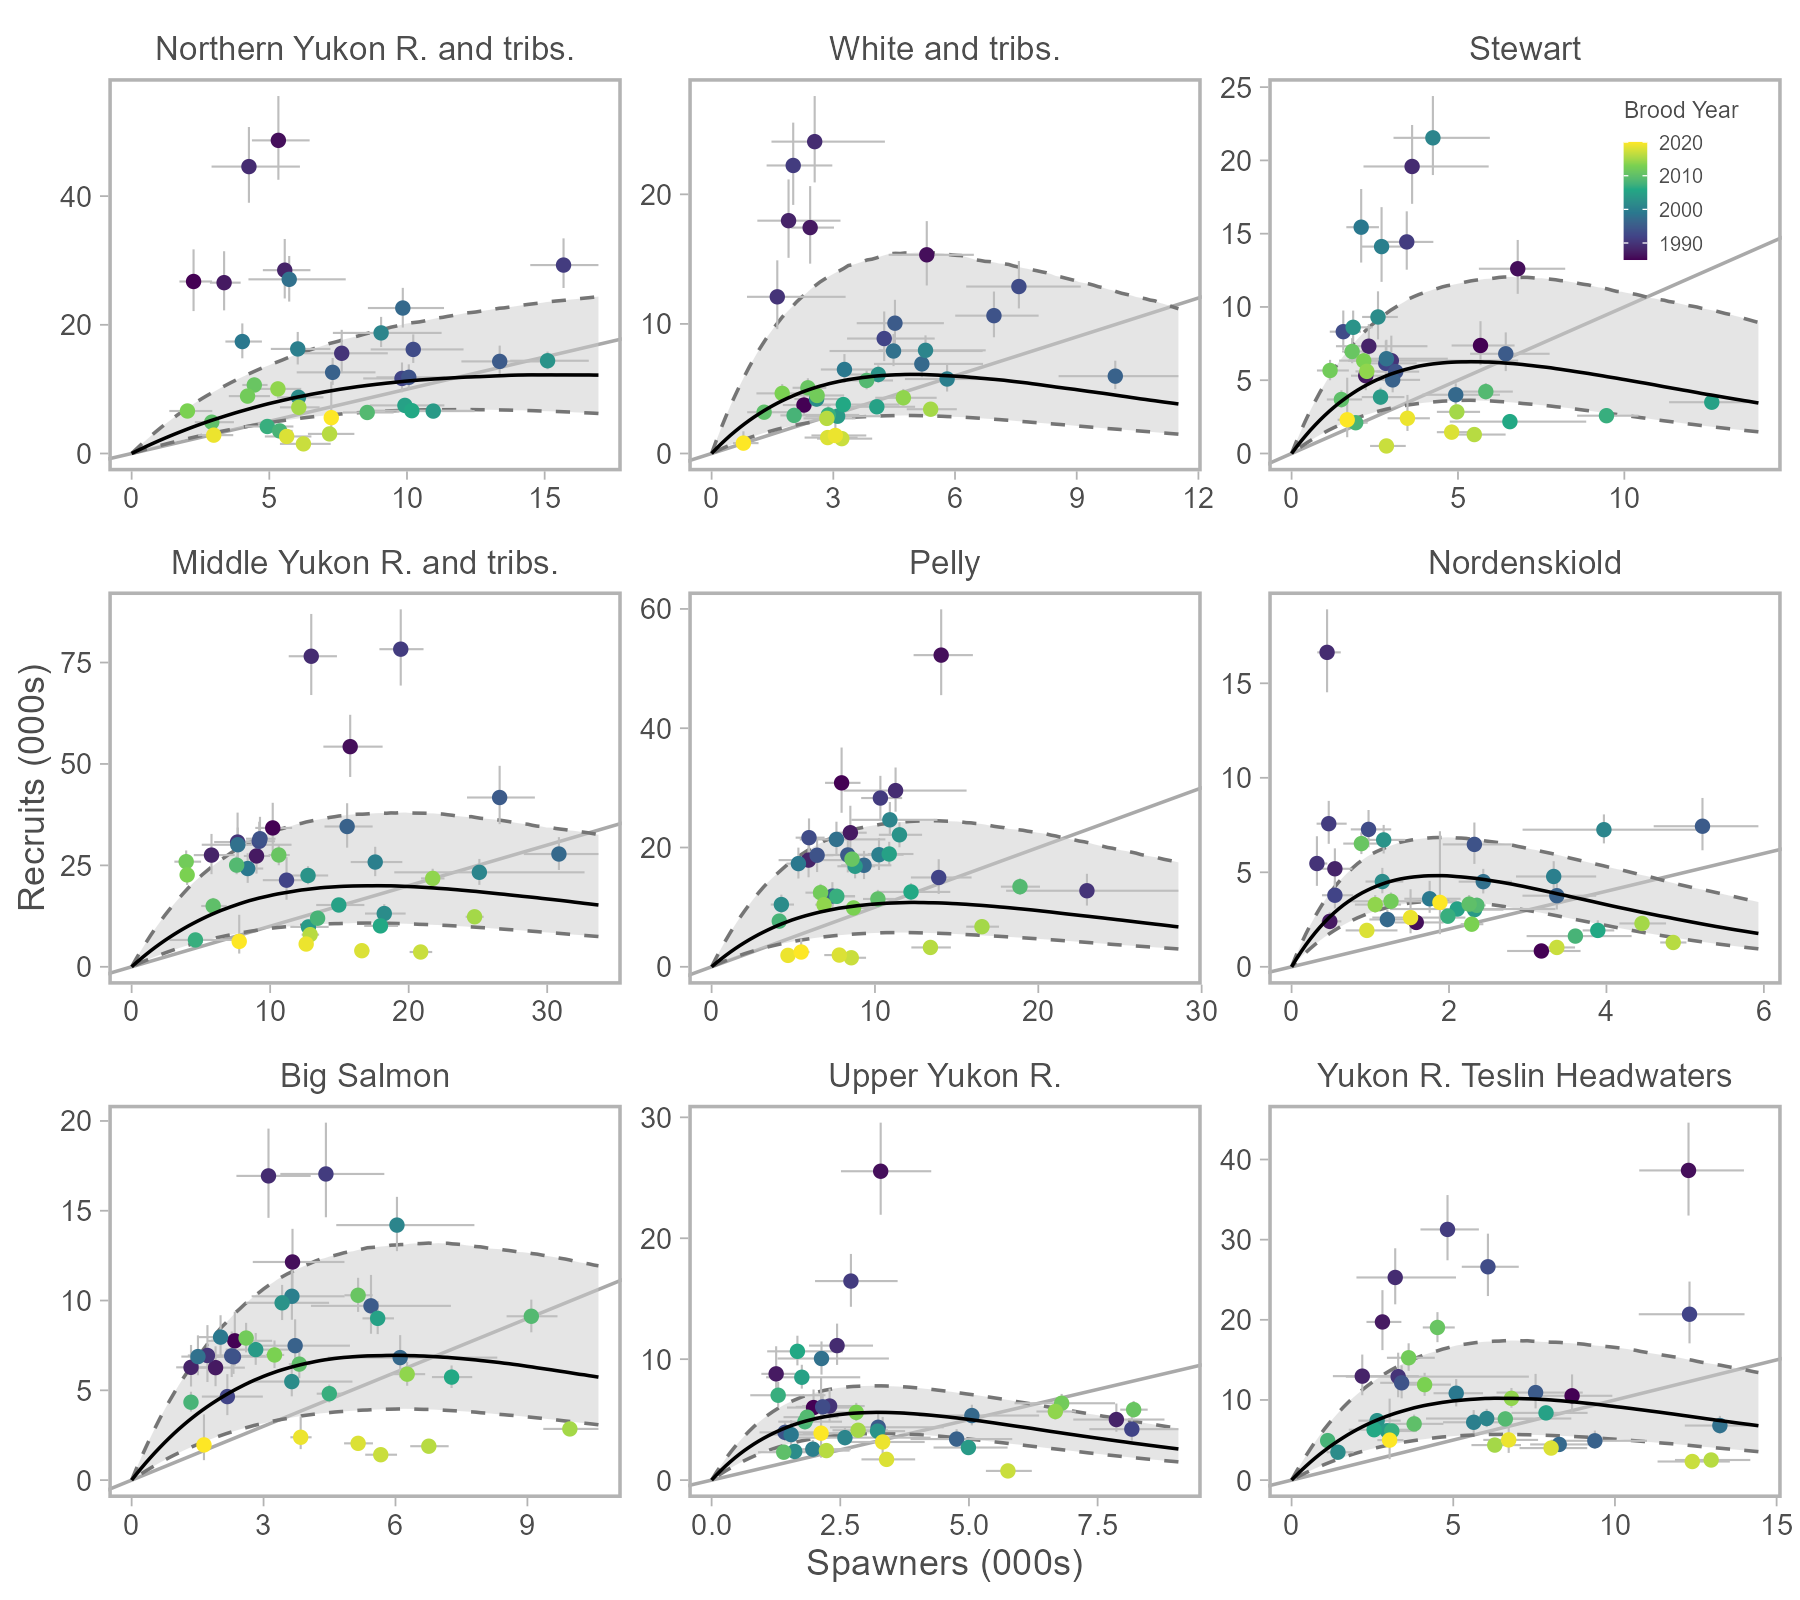 Northern Yukon R. and tribs.
White and tribs.
Stewart
40
20
0
0 5 10 15
20
10
0
0 3 6 9 12
25
20
15
10
5
0
0 5 10
Brood Year
2020
2010
2000
1990
Middle Yukon R. and tribs.
Pelly
Nordenskiold
75
50
25
0
0 10 20 30
60
40
20
0
0 10 20 30
15
10
5
0
0 2 4 6
Recruits (000s)
Big Salmon
Upper Yukon R.
Yukon R. Teslin Headwaters
20
15
10
5
0
0 3 6 9
30
20
10
0
0.0 2.5 5.0 7.5
40
30
20
10
0
0 5 10 15
Spawners (000s)